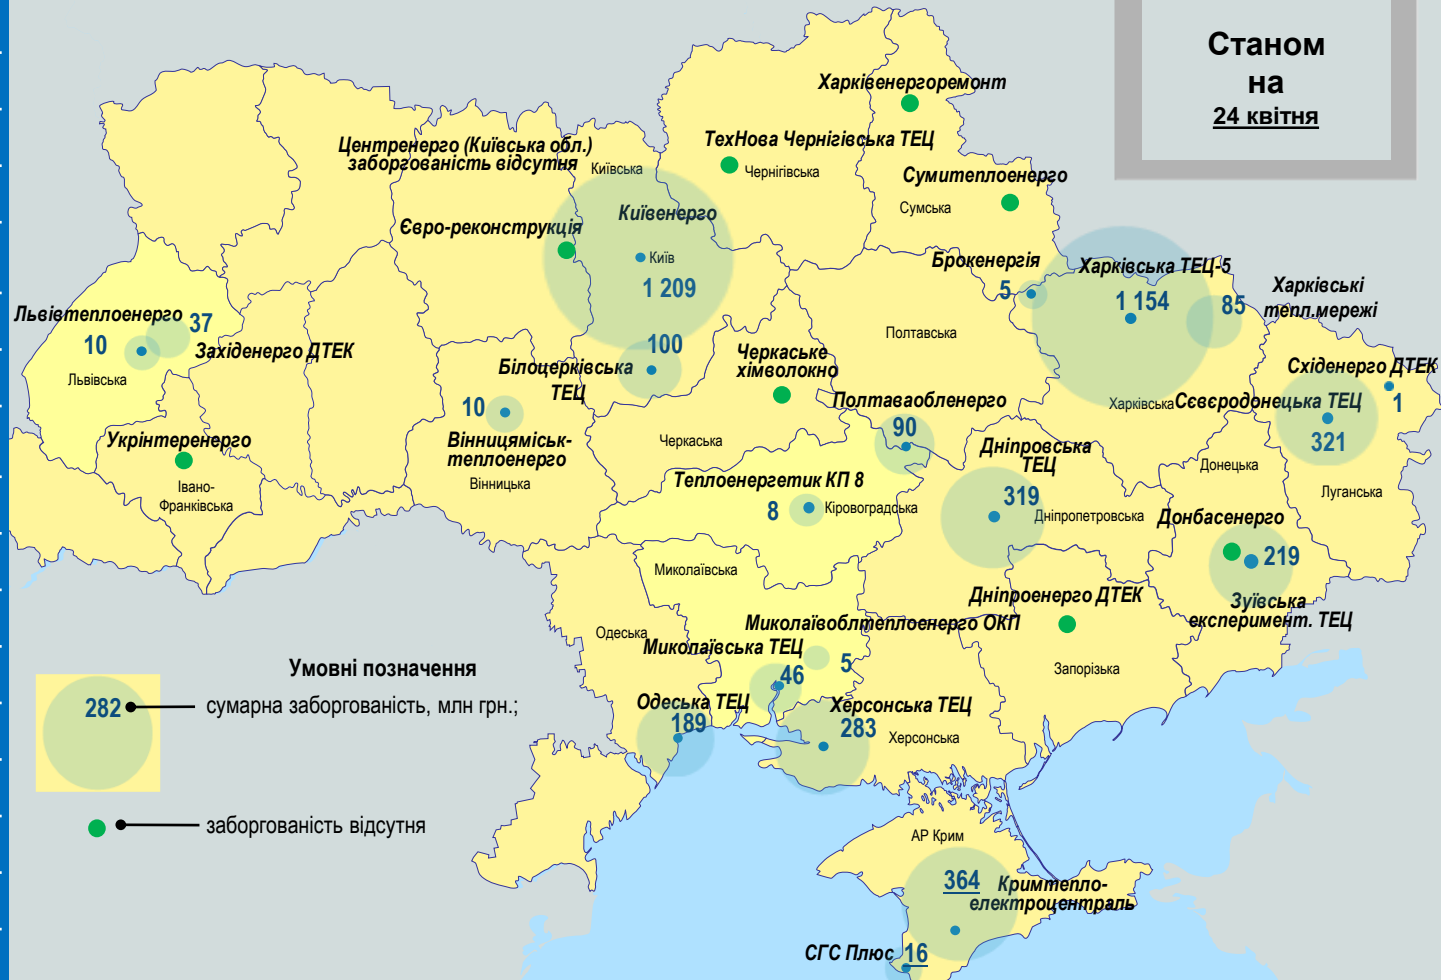 Станом
на
24 квітня
Харківенергоремонт
Центренерго (Київська обл.)
заборгованість відсутня
Київська
ТехНова Чернігівська ТЕЦ
Чернігівська
Сумитеплоенерго
Сумська
Євро-реконструкція
Київенерго
Київ
1 209
Брокенергія
5
Харківська ТЕЦ-5
1 154
85
Харківські
тепл.мережі
Львівтеплоенерго
37
10
Західенерго ДТЕК
Львівська
Полтавська
100
Білоцерківська
ТЕЦ
Черкаське
хімволокно
Східенерго ДТЕК
1
Харківська
Сєвєродонецька ТЕЦ
321
10
Вінницяміськ-
теплоенерго
Вінницька
Полтаваобленерго
90
Черкаська
Укрінтеренерго
Івано-
Франківська
Дніпровська
ТЕЦ
319
Дніпропетровська
Донецька
Луганська
Теплоенергетик КП 8
8
Кіровоградська
Донбасенерго
219
Зуївська
експеримент. ТЕЦ
Миколаївська
Дніпроенерго ДТЕК
Запорізька
Одеська
Миколаївоблтеплоенерго ОКП
Миколаївська ТЕЦ
46
5
Одеська ТЕЦ
189
Херсонська ТЕЦ
283
Херсонська
Умовні позначення
282
сумарна заборгованість, млн грн.;
заборгованість відсутня
АР Крим
364
Кримтепло-
електроцентраль
СГС Плюс
16